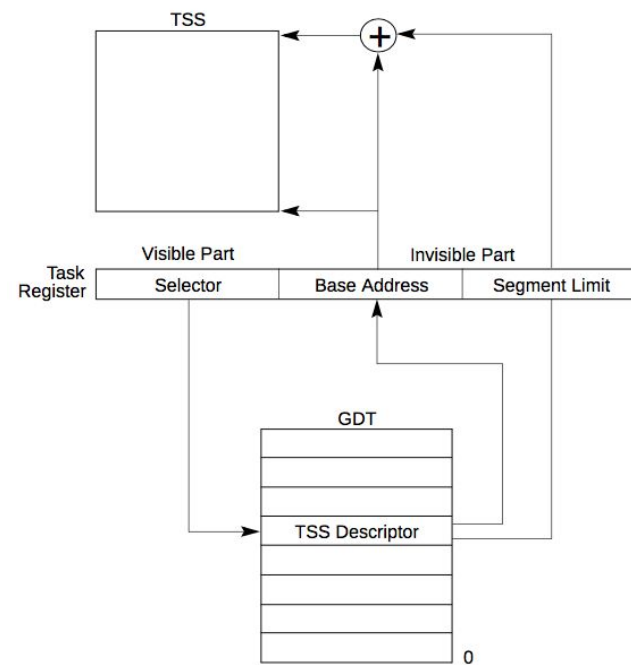 TSS
+
Visible Part
Invisible Part
Task
Register
Selector
Base Address
Segment Limit
GDT
TSS Descriptor
0